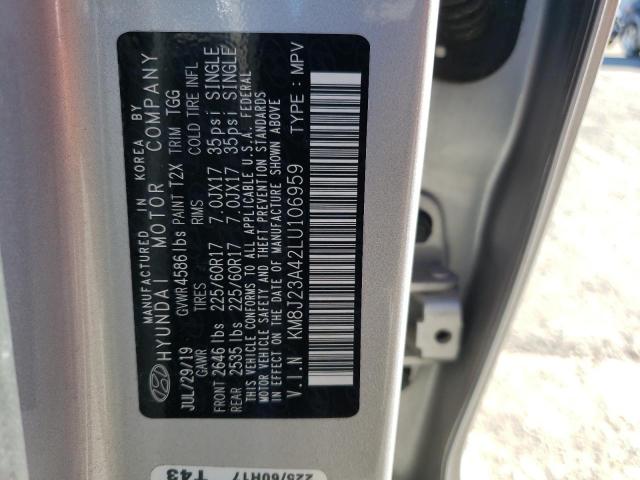 MANUFACTURED IN KOREA BY
HYUNDAI MOTOR COMPANY
JUL/29/19 GVWR 4586 lbs PAINT T2X TRIM TGG
GAWR TIRES RIMS COLD TIRE INFL
FRONT 2646 lbs 225/60R17 7.0JX17 35psi SINGLE
REAR 2535 lbs 225/60R17 7.0JX17 35psi SINGLE
THIS VEHICLE CONFORMS TO ALL APPLICABLE U.S.A. FEDERAL
MOTOR VEHICLE SAFETY AND THEFT PREVENTION STANDARDS
IN EFFECT ON THE DATE OF MANUFACTURE SHOWN ABOVE
V.I.N KM8J23A42LU106959 TYPE : MPV
T43